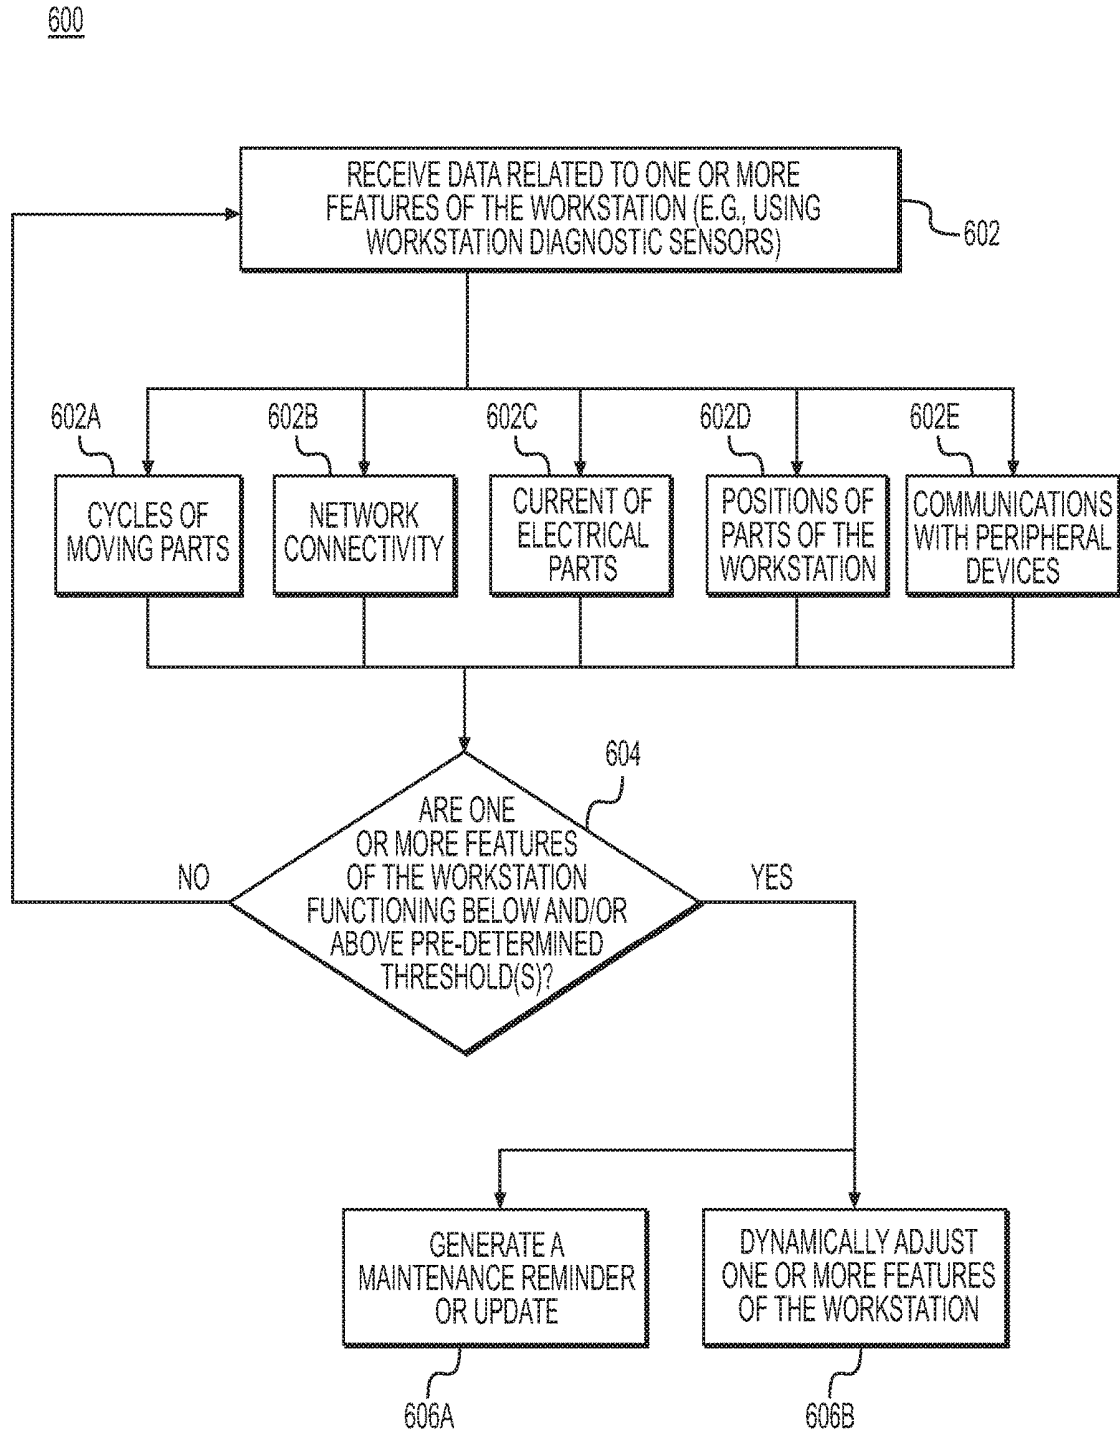 600
RECEIVE DATA RELATED TO ONE OR MORE
FEATURES OF THE WORKSTATION (E.G., USING
WORKSTATION DIAGNOSTIC SENSORS)
602
602A
602B
602C
602D
602E
CYCLES OF
MOVING PARTS
NETWORK
CONNECTIVITY
CURRENT OF
ELECTRICAL
PARTS
POSITIONS OF
PARTS OF THE
WORKSTATION
COMMUNICATIONS
WITH PERIPHERAL
DEVICES
604
ARE ONE
OR MORE FEATURES
OF THE WORKSTATION
FUNCTIONING BELOW AND/OR
ABOVE PRE-DETERMINED
THRESHOLD(S)?
NO
YES
GENERATE A
MAINTENANCE REMINDER
OR UPDATE
DYNAMICALLY ADJUST
ONE OR MORE FEATURES
OF THE WORKSTATION
606A
606B